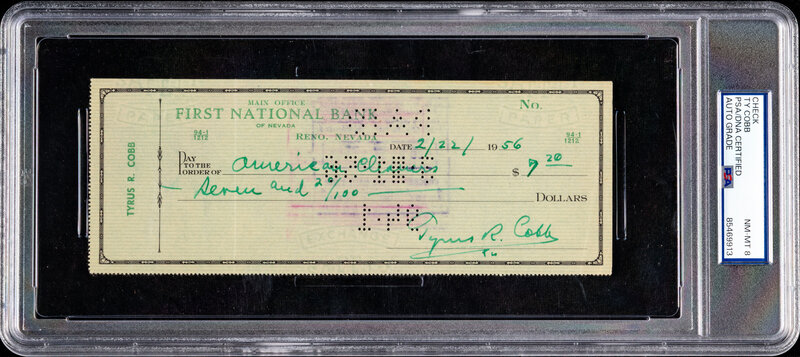 MAIN OFFICE
FIRST NATIONAL BANK
OF NEVADA
RENO, NEVADA
No.
94-1
1212
94-1
1212
DATE 2/22/ 1956
PAY TO THE ORDER OF American Cleaners $ 7 20
Seven and 20/100 DOLLARS
TYRUS R. COBB
Tyrus R. Cobb
CHECK
TY COBB
PSA/DNA CERTIFIED
AUTO GRADE
PSA
NM-MT 8
85469913